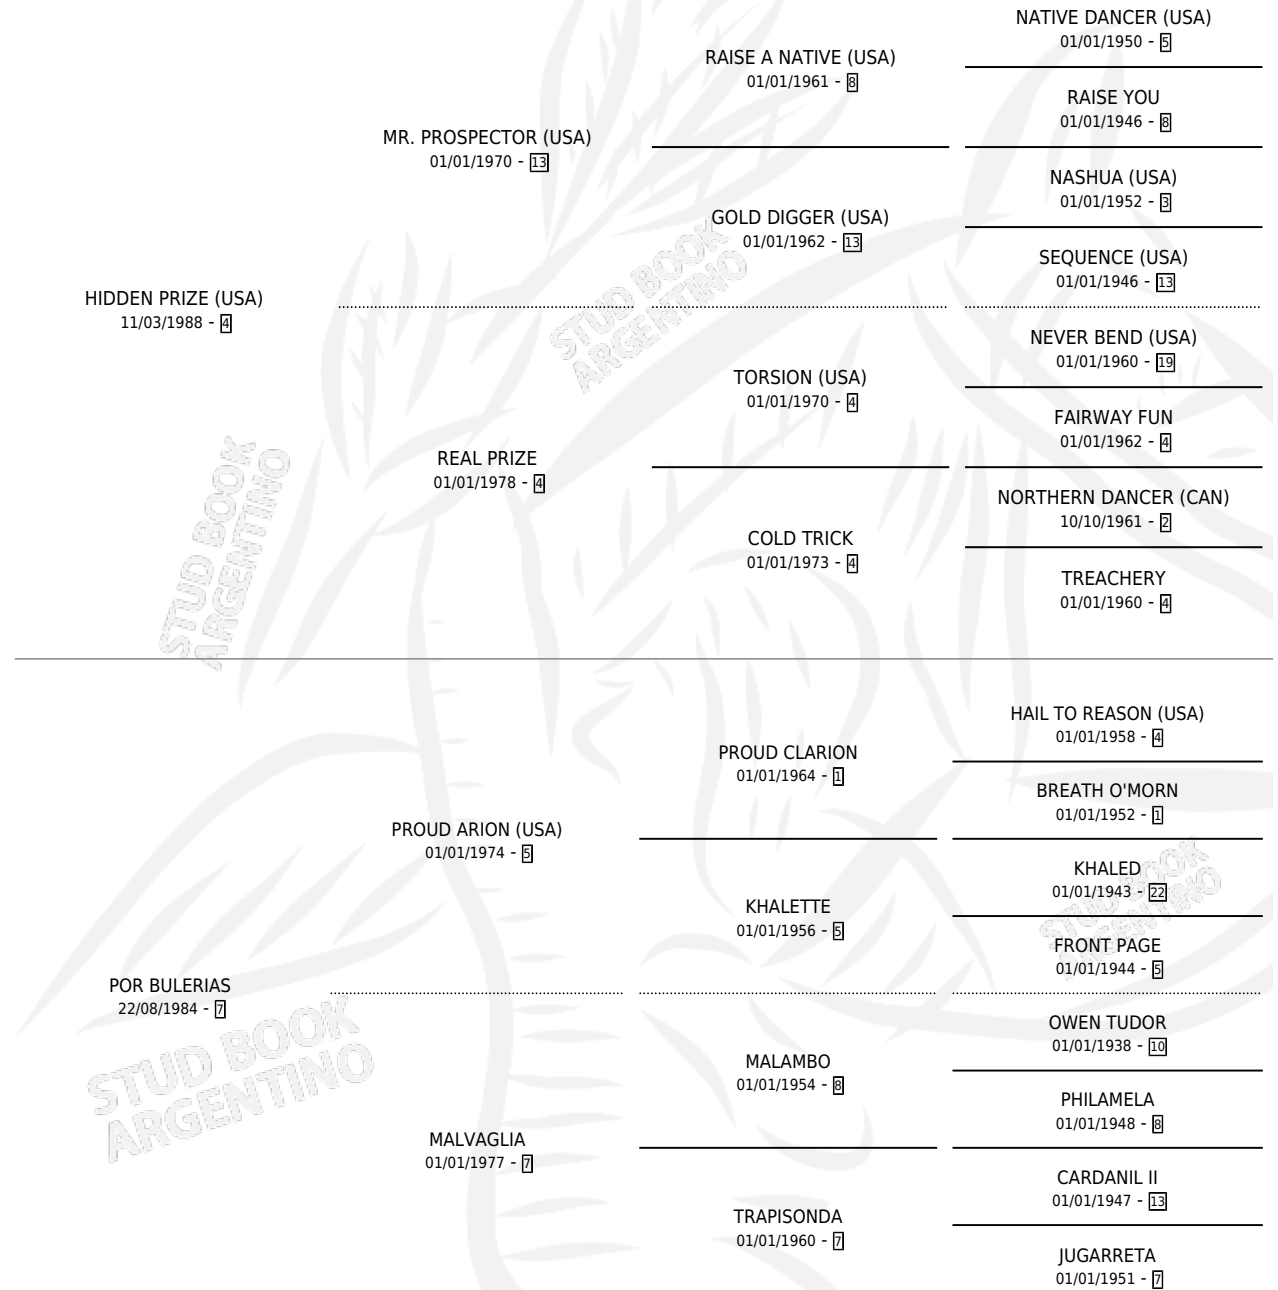 NATIVE DANCER (USA)
01/01/1950 - 5
RAISE A NATIVE (USA)
01/01/1961 - 8
RAISE YOU
01/01/1946 - 8
MR. PROSPECTOR (USA)
01/01/1970 - 13
NASHUA (USA)
01/01/1952 - 3
GOLD DIGGER (USA)
01/01/1962 - 13
SEQUENCE (USA)
01/01/1946 - 13
HIDDEN PRIZE (USA)
11/03/1988 - 4
STUD BOOK
ARGENTINO
NEVER BEND (USA)
01/01/1960 - 19
TORSION (USA)
01/01/1970 - 4
FAIRWAY FUN
01/01/1962 - 4
REAL PRIZE
01/01/1978 - 4
NORTHERN DANCER (CAN)
10/10/1961 - 2
COLD TRICK
01/01/1973 - 4
TREACHERY
01/01/1960 - 4
STUD BOOK
ARGENTINO
HAIL TO REASON (USA)
01/01/1958 - 4
PROUD CLARION
01/01/1964 - 1
BREATH O'MORN
01/01/1952 - 1
PROUD ARION (USA)
01/01/1974 - 5
KHALED
01/01/1943 - 22
KHALETTE
01/01/1956 - 5
FRONT PAGE
01/01/1944 - 5
STUD BOOK
ARGENTINO
POR BULERIAS
22/08/1984 - 7
OWEN TUDOR
01/01/1938 - 10
MALAMBO
01/01/1954 - 8
PHILAMELA
01/01/1948 - 8
STUD BOOK
ARGENTINO
MALVAGLIA
01/01/1977 - 7
CARDANIL II
01/01/1947 - 13
TRAPISONDA
01/01/1960 - 7
JUGARRETA
01/01/1951 - 7